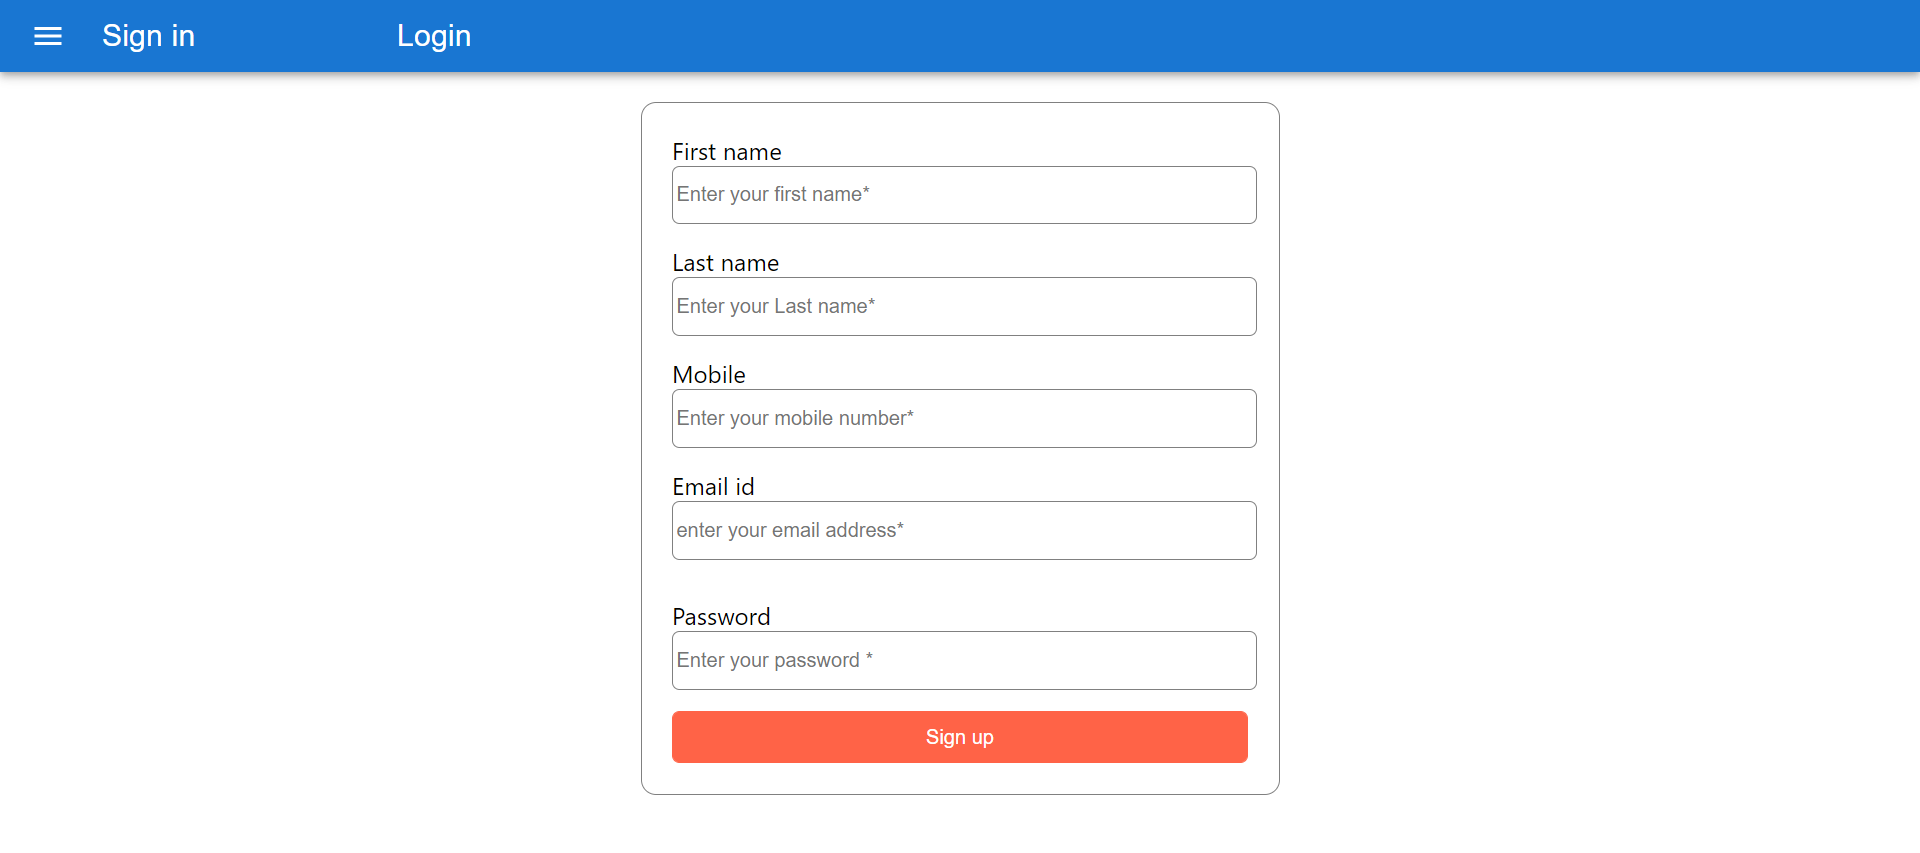 Sign in Login
First name
Enter your first name*
Last name
Enter your Last name*
Mobile
Enter your mobile number*
Email id
enter your email address*
Password
Enter your password *
Sign up